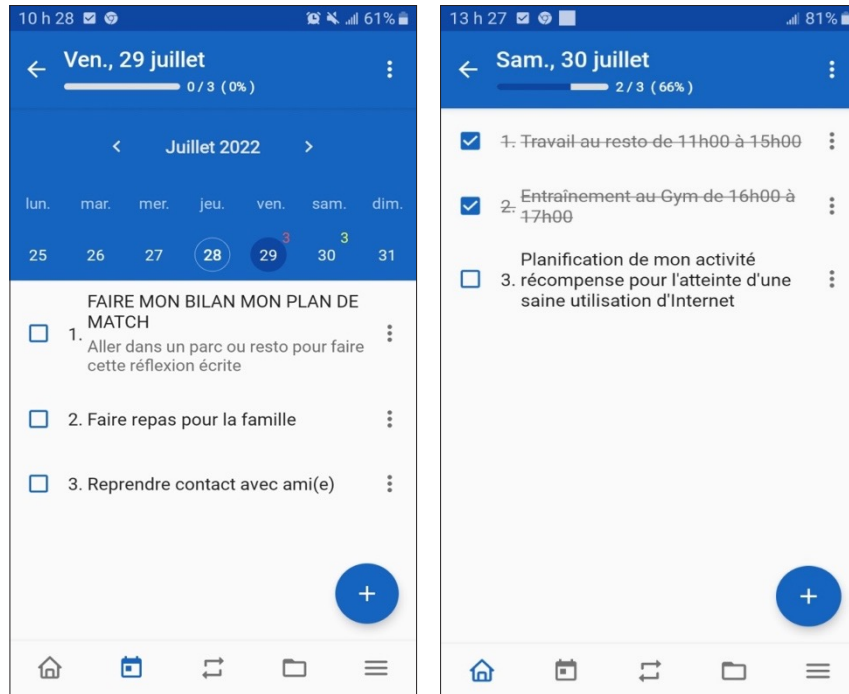 10 h 28
61%
Ven., 29 juillet
0 / 3 (0%)
Juillet 2022
lun. mar. mer. jeu. ven. sam. dim.
3 3
25 26 27 28 29 30 31
FAIRE MON BILAN MON PLAN DE
1. MATCH
Aller dans un parc ou resto pour faire
cette réflexion écrite
2. Faire repas pour la famille
3. Reprendre contact avec ami(e)
+
13 h 27
81%
Sam., 30 juillet
2 / 3 (66%)
1. Travail au resto de 11h00 à 15h00
2. Entraînement au Gym de 16h00 à
17h00
Planification de mon activité
3. récompense pour l'atteinte d'une
saine utilisation d'Internet
+